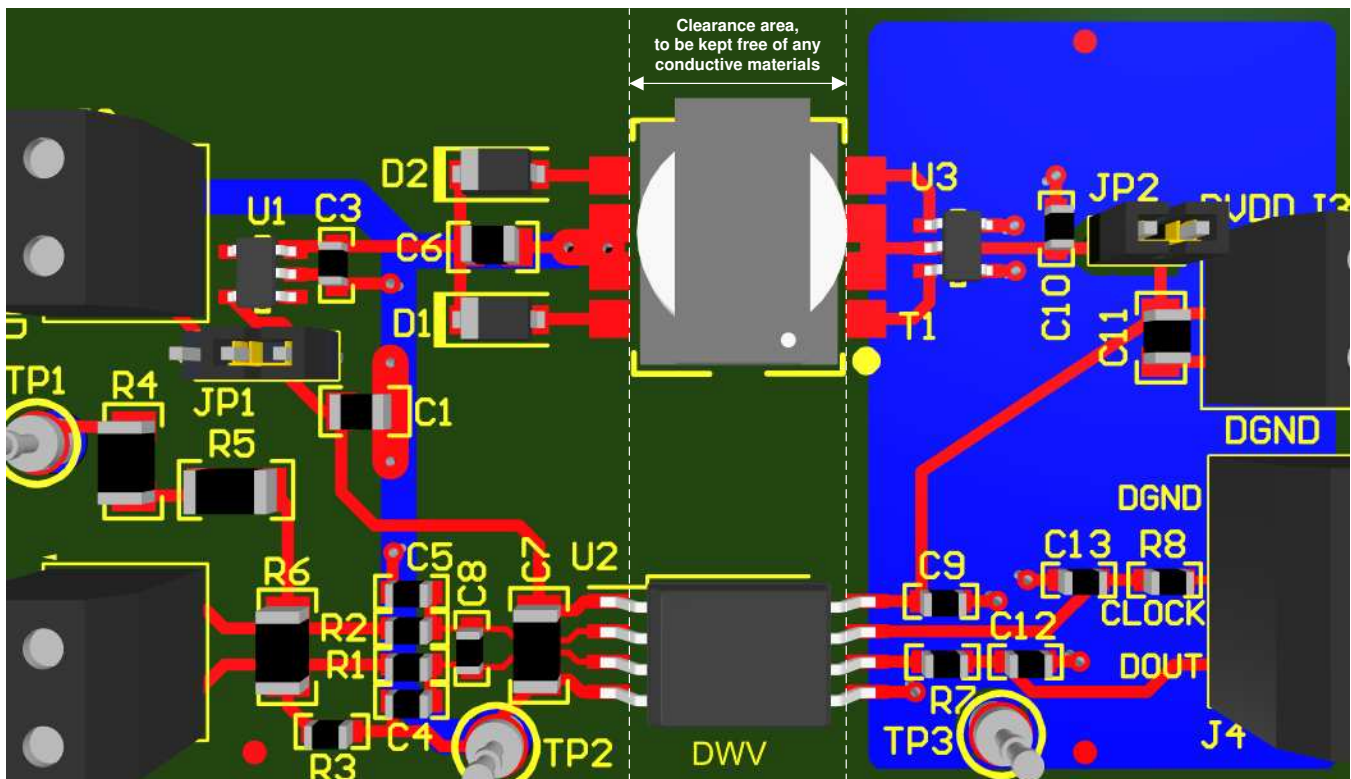 Clearance area,
to be kept free of any
conductive materials
D2
U3
JP2
U1
C3
C6
C10
D1
T1
C11
TP1
R4
JP1
C1
R5
DGND
DGND
C5
C8
C7
U2
R6
C9
C13
R8
R2
CLOCK
C12
R1
DOUT
R7
C4
TP2
DWV
TP3
J4
R3